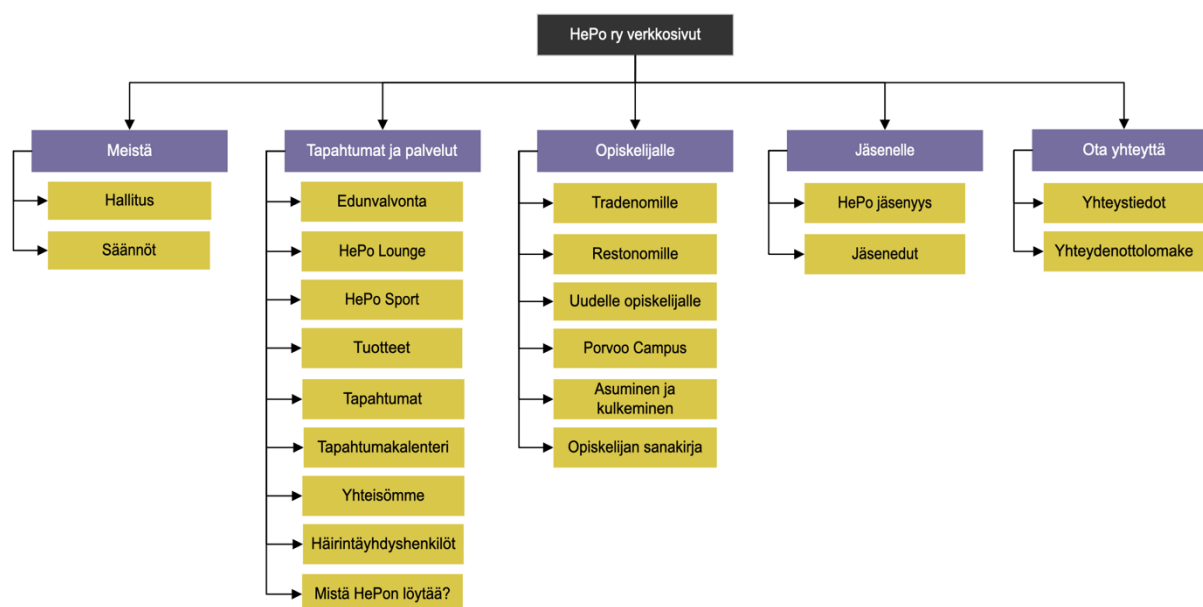 HePo ry verkkosivut
Meistä
Hallitus
Säännöt
Tapahtumat ja palvelut
Edunvalvonta
HePo Lounge
HePo Sport
Tuotteet
Tapahtumat
Tapahtumakalenteri
Yhteisömme
Häirintäyhdyshenkilöt
Mistä HePon löytää?
Opiskelijalle
Tradenomille
Restonomille
Uudelle opiskelijalle
Porvoo Campus
Asuminen ja
kulkeminen
Opiskelijan sanakirja
Jäsenelle
HePo jäsenyys
Jäsenedut
Ota yhteyttä
Yhteystiedot
Yhteydenottolomake